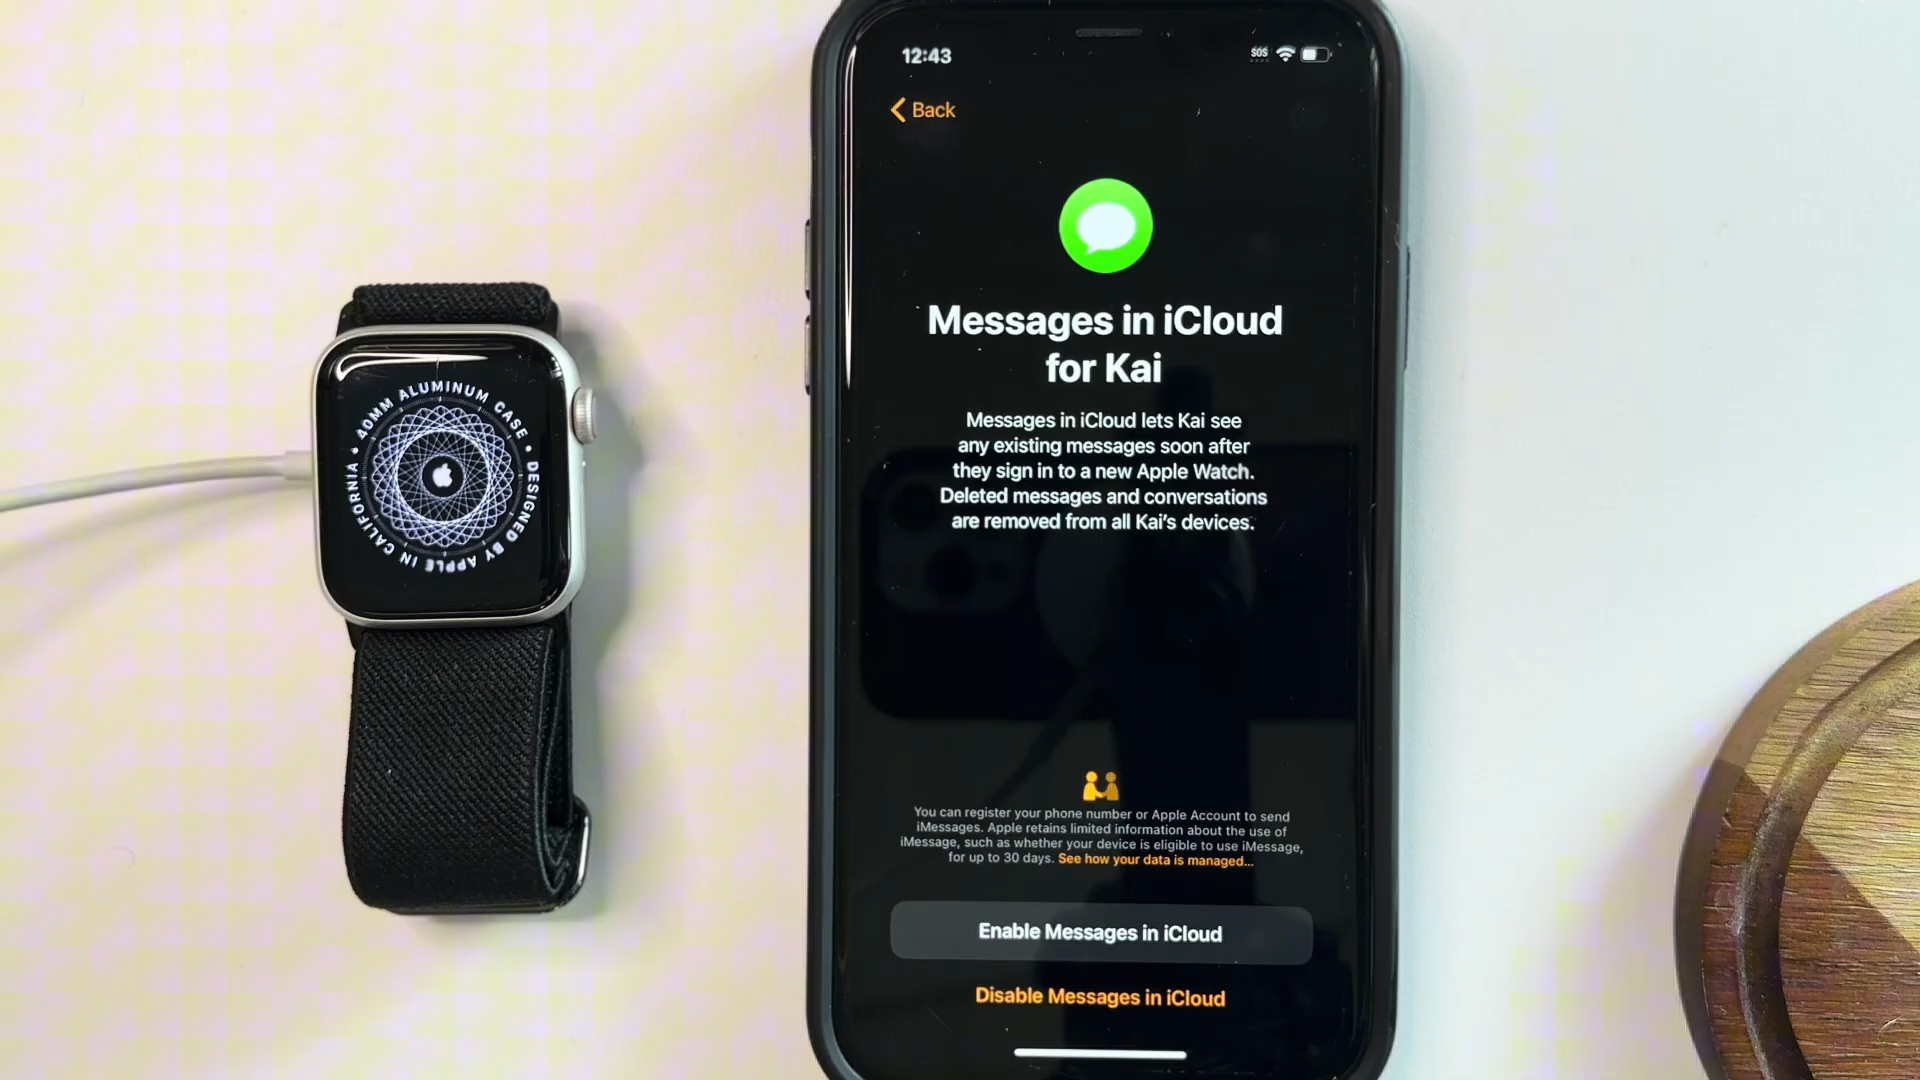 40MM ALUMINUM CASE • DESIGNED BY APPLE IN CALIFORNIA •
12:43
SOS
Back
Messages in iCloud
for Kai
Messages in iCloud lets Kai see
any existing messages soon after
they sign in to a new Apple Watch.
Deleted messages and conversations
are removed from all Kai’s devices.
You can register your phone number or Apple Account to send
iMessages. Apple retains limited information about the use of
iMessage, such as whether your device is eligible to use iMessage,
for up to 30 days. See how your data is managed...
Enable Messages in iCloud
Disable Messages in iCloud